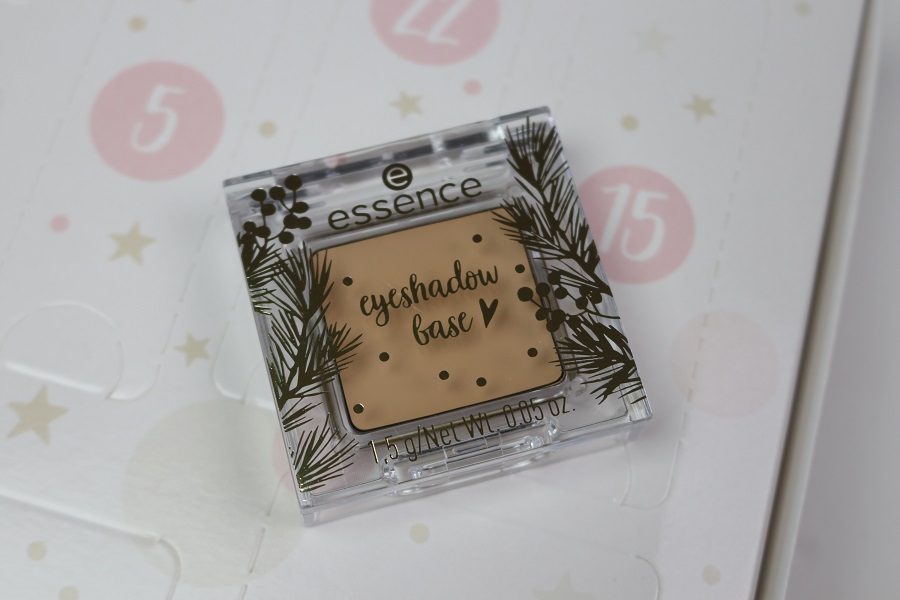 22
5
e
essence
15
eyeshadow
base
1,5 g/Net Wt. 0.05 oz.